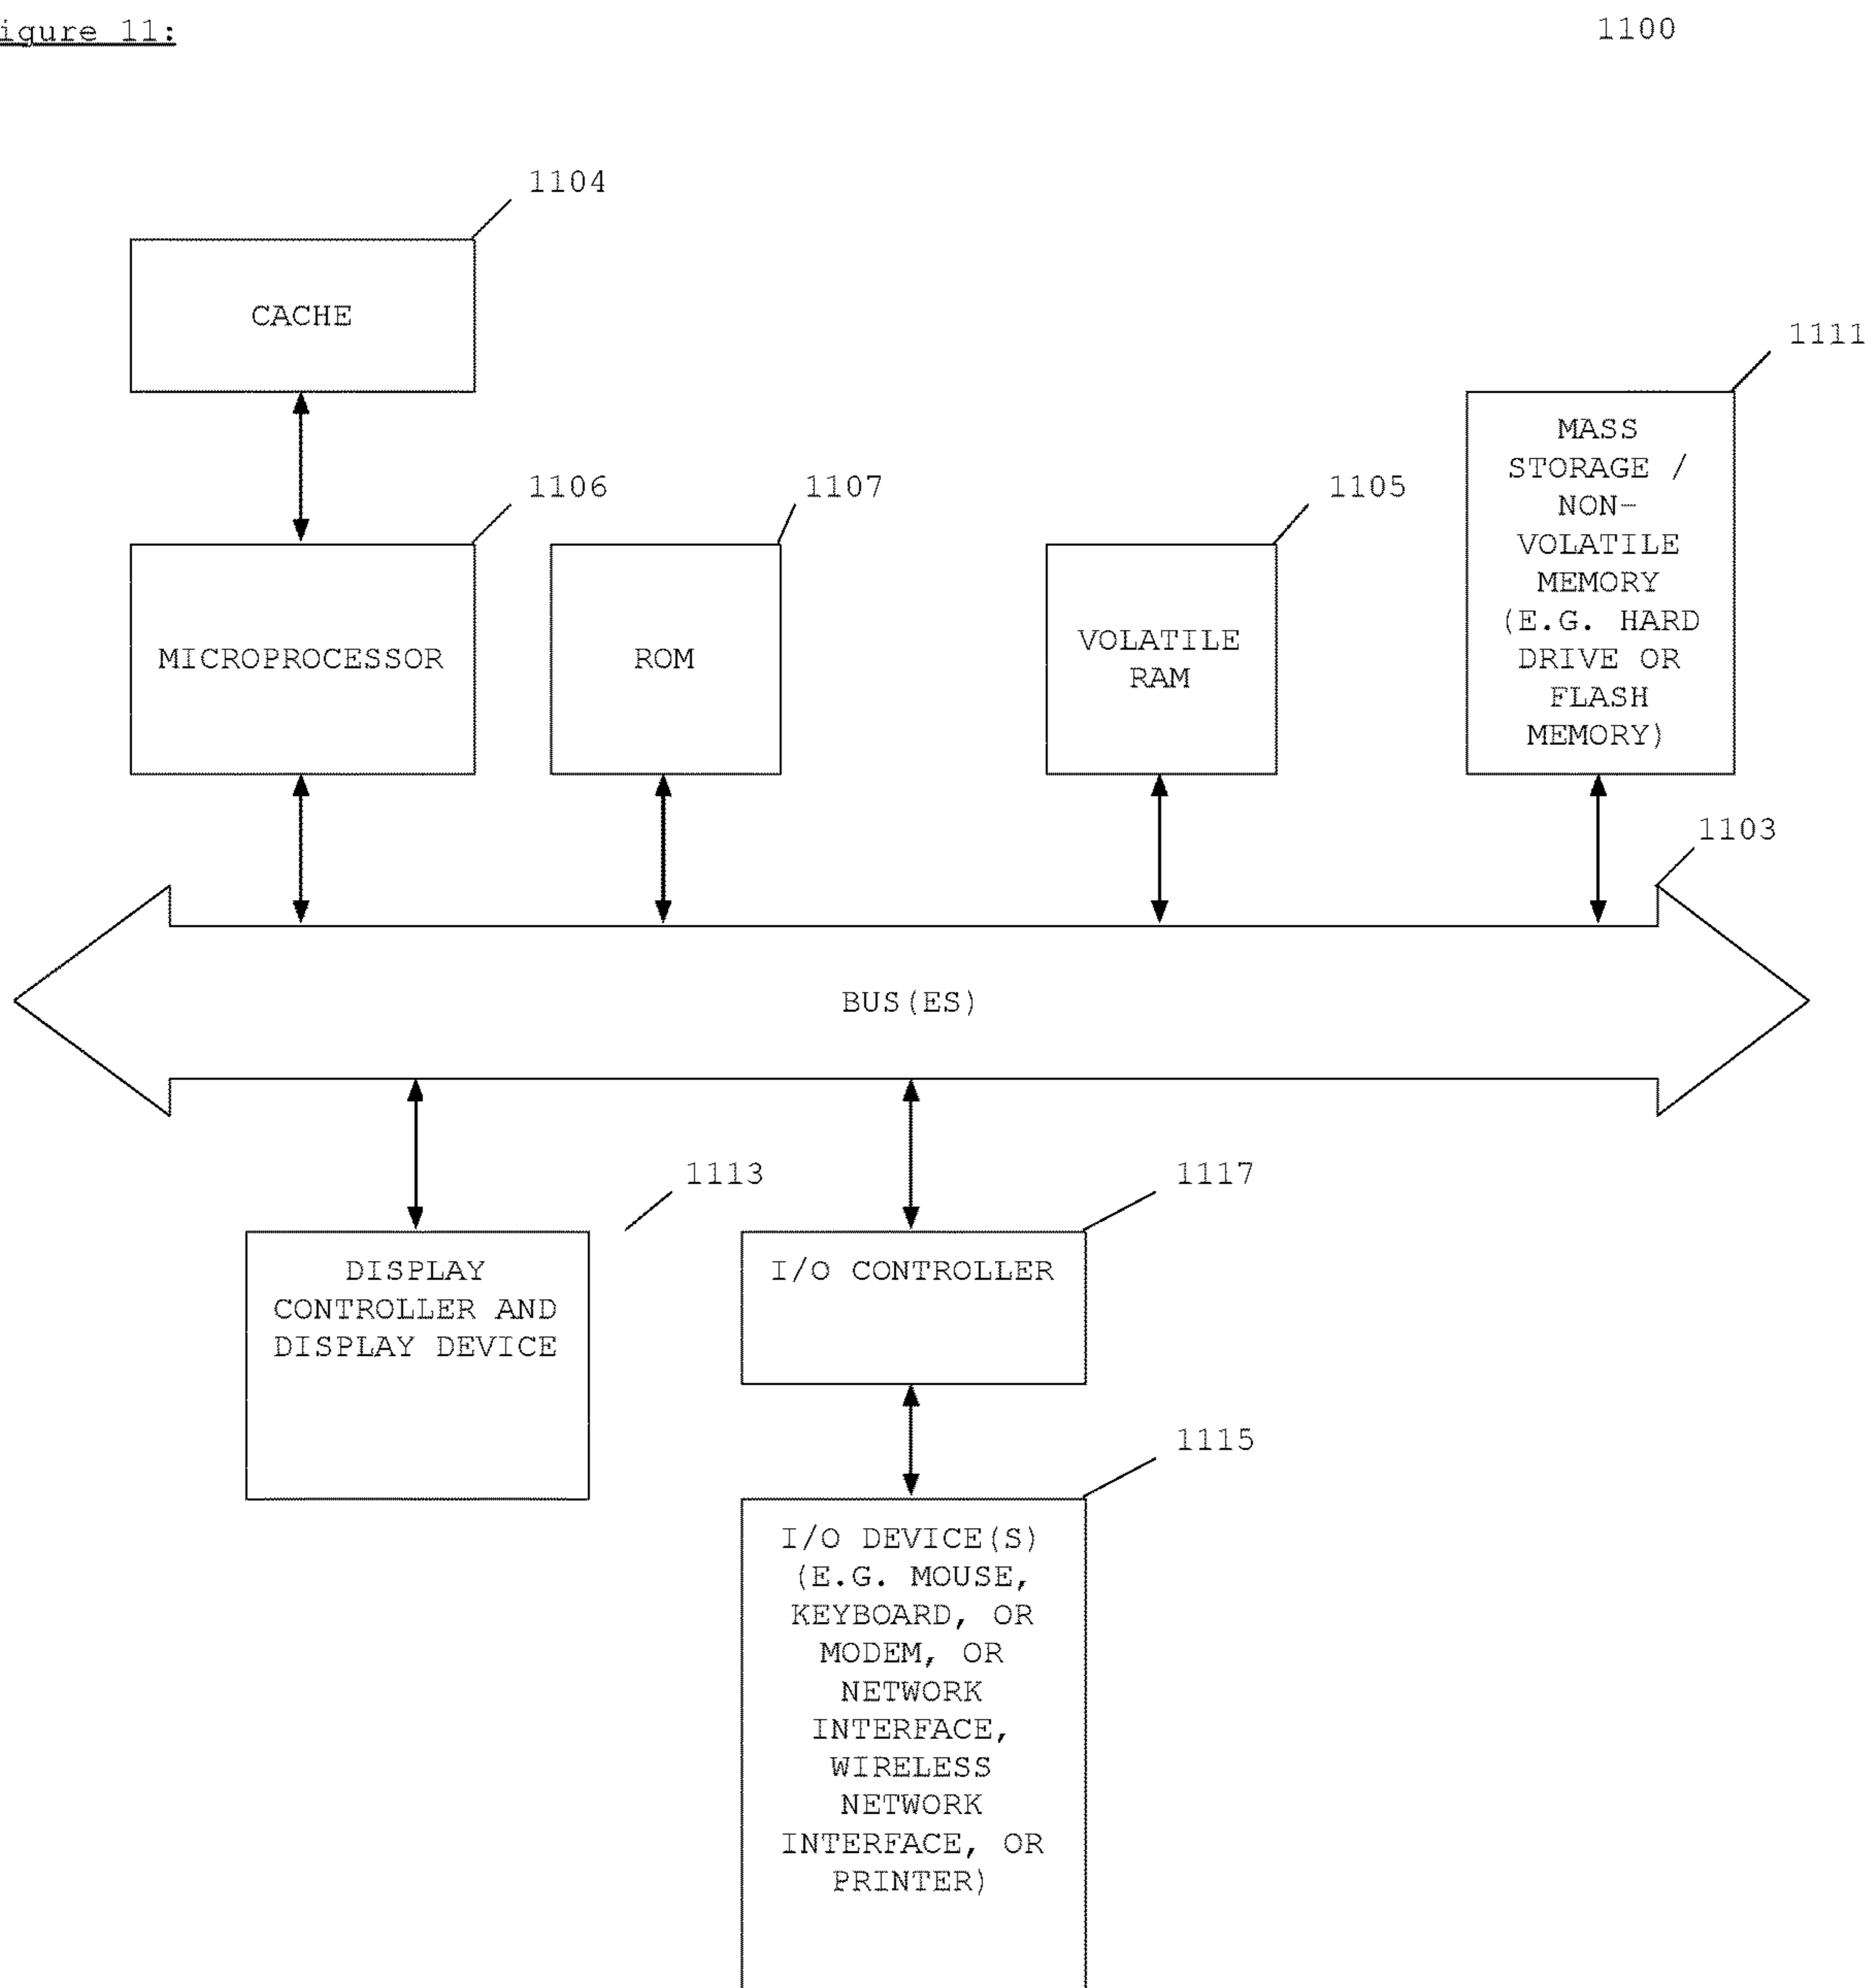 igure 11:
1100
1104
CACHE
1111
MASS
STORAGE /
NON-
VOLATILE
MEMORY
(E.G. HARD
DRIVE OR
FLASH
MEMORY)
1106
MICROPROCESSOR
1107
ROM
1105
VOLATILE
RAM
1103
BUS(ES)
1113
DISPLAY
CONTROLLER AND
DISPLAY DEVICE
1117
I/O CONTROLLER
1115
I/O DEVICE(S)
(E.G. MOUSE,
KEYBOARD, OR
MODEM, OR
NETWORK
INTERFACE,
WIRELESS
NETWORK
INTERFACE, OR
PRINTER)